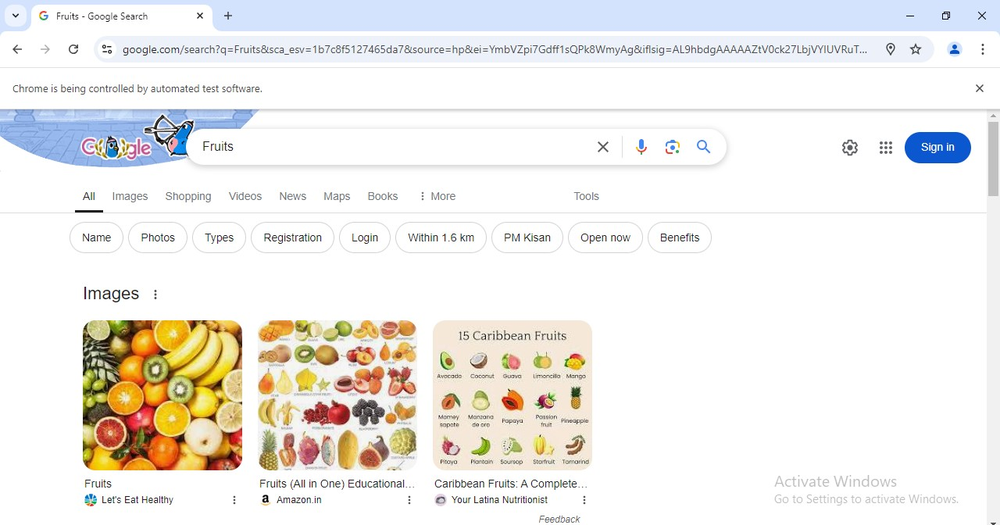 Fruits - Google Search
google.com/search?q=Fruits&sca_esv=1b7c8f5127465da7&source=hp&ei=YmbVZpi7Gdff1sQPk8WmyAg&iflsig=AL9hbdgAAAAAZtV0ck27LbjVYIUVRuT...
Chrome is being controlled by automated test software.
Google
Fruits
Sign in
All Images Shopping Videos News Maps Books More Tools
Name Photos Types Registration Login Within 1.6 km PM Kisan Open now Benefits
Images
15 Caribbean Fruits
Avocado Coconut Guava Limoncillo Mango
Mamey sapote Manzana de oro Papaya Passion fruit Pineapple
Pitaya Plantain Soursop Starfruit Tamarind
Fruits
Let's Eat Healthy
Fruits \(All in One) Educational...
Amazon.in
Caribbean Fruits: A Complete...
Your Latina Nutritionist
Feedback
Activate Windows
Go to Settings to activate Windows.